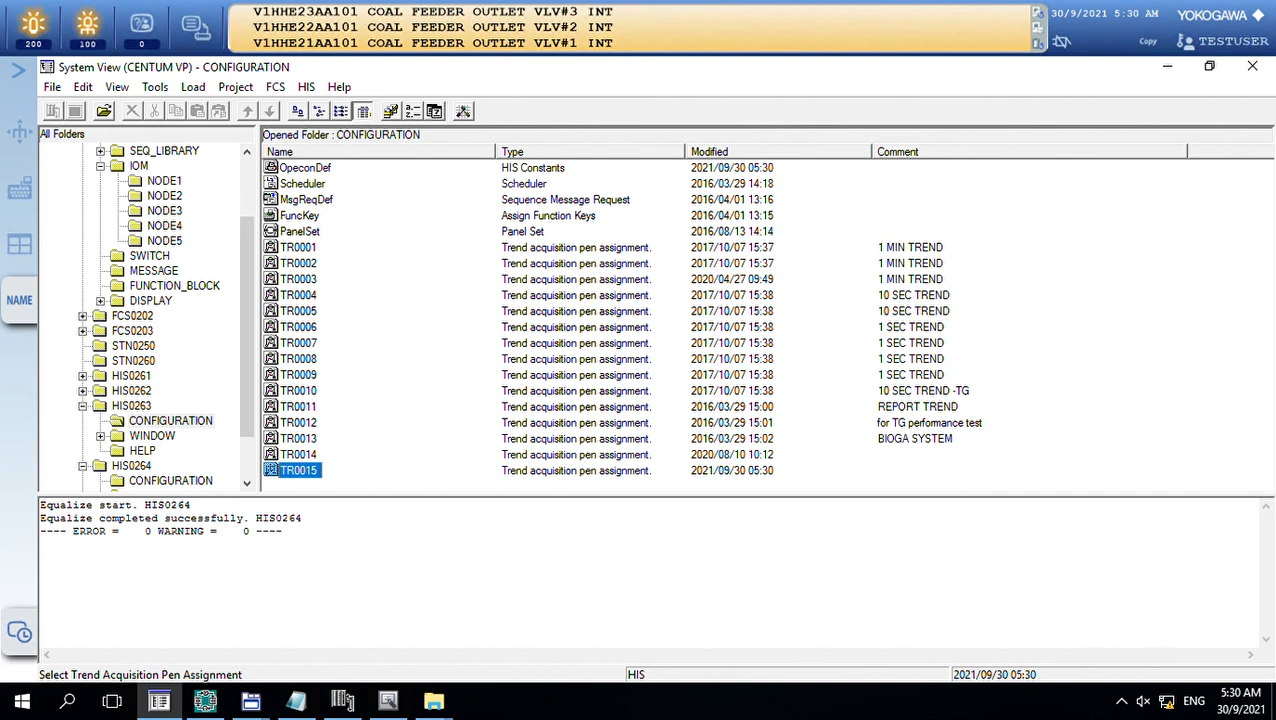 V1HHE23AA101 COAL FEEDER OUTLET VLV#3 INT
V1HHE22AA101 COAL FEEDER OUTLET VLV#2 INT
V1HHE21AA101 COAL FEEDER OUTLET VLV#1 INT
200
100
0
30/9/2021 5:30 AM
YOKOGAWA
Copy
TESTUSER
System View (CENTUM VP) - CONFIGURATION
File Edit View Tools Load Project FCS HIS Help
All Folders
Opened Folder : CONFIGURATION
NAME
SEQ_LIBRARY
IOM
NODE1
NODE2
NODE3
NODE4
NODE5
SWITCH
MESSAGE
FUNCTION_BLOCK
DISPLAY
FCS0202
FCS0203
STN0250
STN0260
HIS0261
HIS0262
HIS0263
CONFIGURATION
WINDOW
HELP
HIS0264
CONFIGURATION
Name Type Modified Comment
OpeconDef HIS Constants 2021/09/30 05:30
Scheduler Scheduler 2016/03/29 14:18
MsgReqDef Sequence Message Request 2016/04/01 13:16
FuncKey Assign Function Keys 2016/04/01 13:15
PanelSet Panel Set 2016/08/13 14:14
TR0001 Trend acquisition pen assignment. 2017/10/07 15:37 1 MIN TREND
TR0002 Trend acquisition pen assignment. 2017/10/07 15:37 1 MIN TREND
TR0003 Trend acquisition pen assignment. 2020/04/27 09:49 1 MIN TREND
TR0004 Trend acquisition pen assignment. 2017/10/07 15:38 10 SEC TREND
TR0005 Trend acquisition pen assignment. 2017/10/07 15:38 10 SEC TREND
TR0006 Trend acquisition pen assignment. 2017/10/07 15:38 1 SEC TREND
TR0007 Trend acquisition pen assignment. 2017/10/07 15:38 1 SEC TREND
TR0008 Trend acquisition pen assignment. 2017/10/07 15:38 1 SEC TREND
TR0009 Trend acquisition pen assignment. 2017/10/07 15:38 1 SEC TREND
TR0010 Trend acquisition pen assignment. 2017/10/07 15:38 10 SEC TREND -TG
TR0011 Trend acquisition pen assignment. 2016/03/29 15:00 REPORT TREND
TR0012 Trend acquisition pen assignment. 2016/03/29 15:01 for TG performance test
TR0013 Trend acquisition pen assignment. 2016/03/29 15:02 BIOGA SYSTEM
TR0014 Trend acquisition pen assignment. 2020/08/10 10:12
TR0015 Trend acquisition pen assignment. 2021/09/30 05:30
Equalize start. HIS0264
Equalize completed successfully. HIS0264
---- ERROR = 0 WARNING = 0 ----
Select Trend Acquisition Pen Assignment
HIS
2021/09/30 05:30
ENG
5:30 AM
30/9/2021